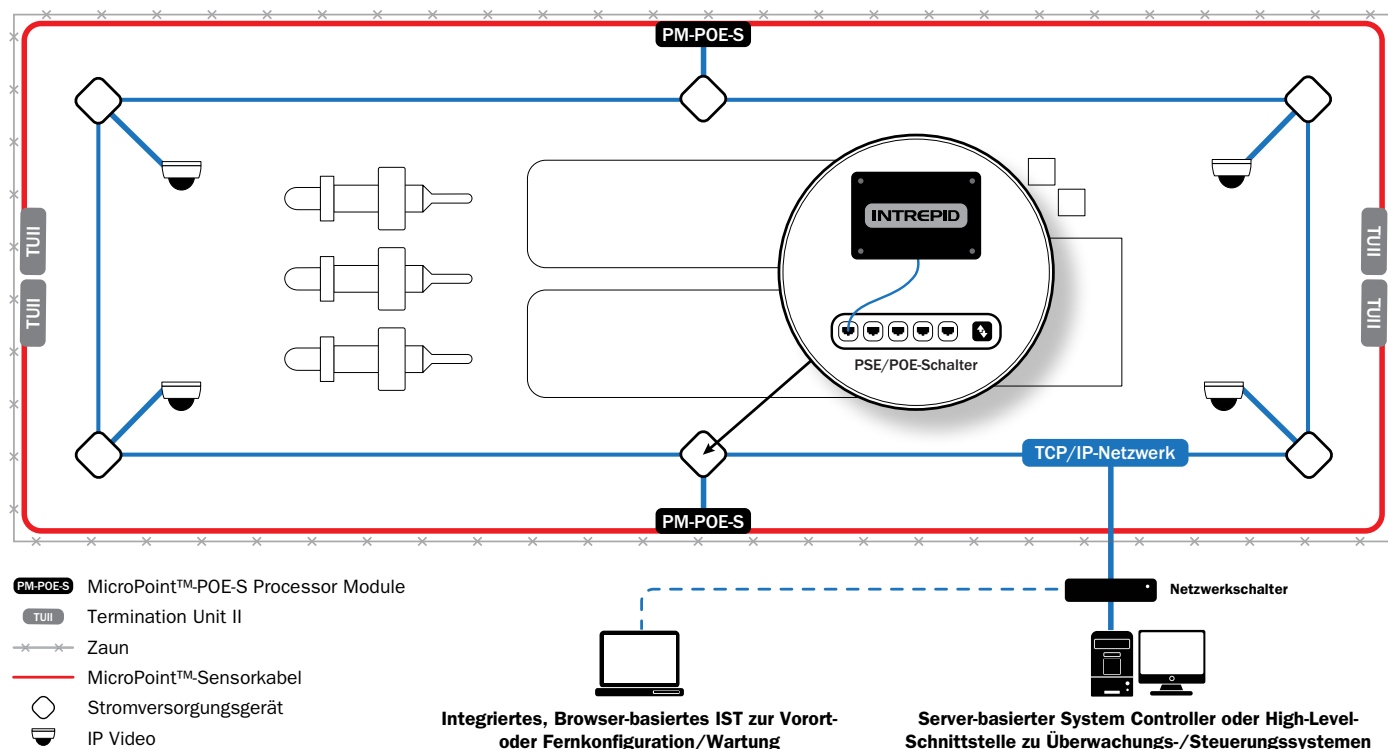 PM-POE-S
TUII
TUII
TUII
TUII
INTREPID
PSE/POE-Schalter
TCP/IP-Netzwerk
PM-POE-S
Netzwerkschalter
PM-POE-S MicroPoint™-POE-S Processor Module
TUII Termination Unit II
Zaun
MicroPoint™-Sensorkabel
Stromversorgungsgerät
IP Video
Integriertes, Browser-basiertes IST zur Vorort-
oder Fernkonfiguration/Wartung
Server-basierter System Controller oder High-Level-
Schnittstelle zu Überwachungs-/Steuerungssystemen